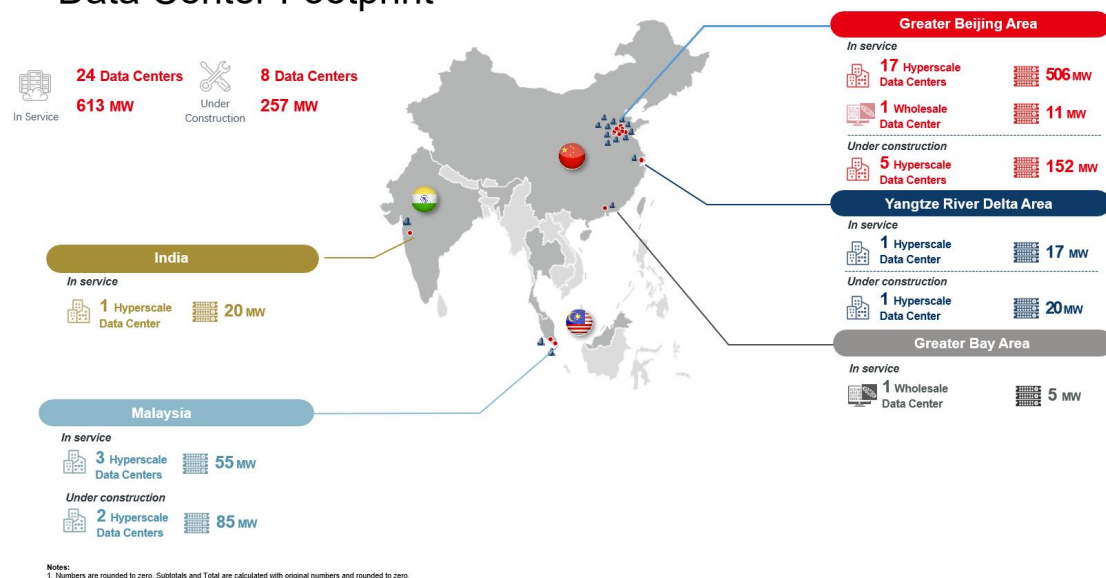 Data Center Footprint
24 Data Centers
613 MW
In Service
8 Data Centers
257 MW
Under
Construction
Greater Beijing Area
In service
17 Hyperscale
Data Centers
506 MW
1 Wholesale
Data Center
11 MW
Under construction
5 Hyperscale
Data Centers
152 MW
Yangtze River Delta Area
In service
1 Hyperscale
Data Center
17 MW
Under construction
1 Hyperscale
Data Center
20 MW
Greater Bay Area
In service
1 Wholesale
Data Center
5 MW
India
In service
1 Hyperscale
Data Center
20 MW
Malaysia
In service
3 Hyperscale
Data Centers
55 MW
Under construction
2 Hyperscale
Data Centers
85 MW
Notes:
1. Numbers are rounded to zero. Subtotals and Total are calculated with original numbers and rounded to zero.